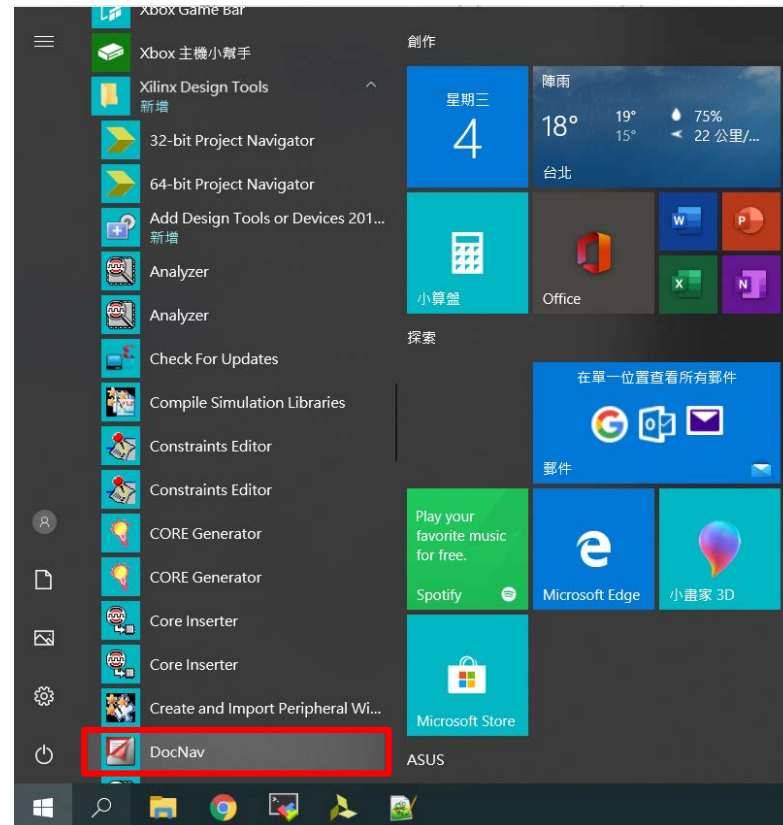 Xbox Game Bar
Xbox 主機小幫手
Xilinx Design Tools
新增
32-bit Project Navigator
64-bit Project Navigator
Add Design Tools or Devices 201...
新增
Analyzer
Analyzer
Check For Updates
Compile Simulation Libraries
Constraints Editor
Constraints Editor
CORE Generator
CORE Generator
Core Inserter
Core Inserter
Create and Import Peripheral Wi...
DocNav
創作
星期三
4
陣雨
18°
19°
15°
75%
22 公里/...
台北
小算盤
Office
W
P
X
N
探索
在單一位置查看所有郵件
郵件
Play your
favorite music
for free.
Spotify
Microsoft Edge
小畫家 3D
Microsoft Store
ASUS